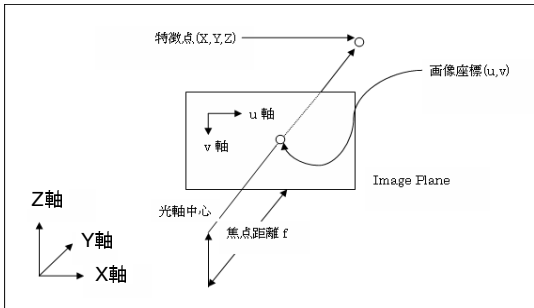 特徴点(X,Y,Z)
画像座標(u,v)
u 軸
v 軸
Image Plane
Z軸
光軸中心
焦点距離 f
Y軸
X軸